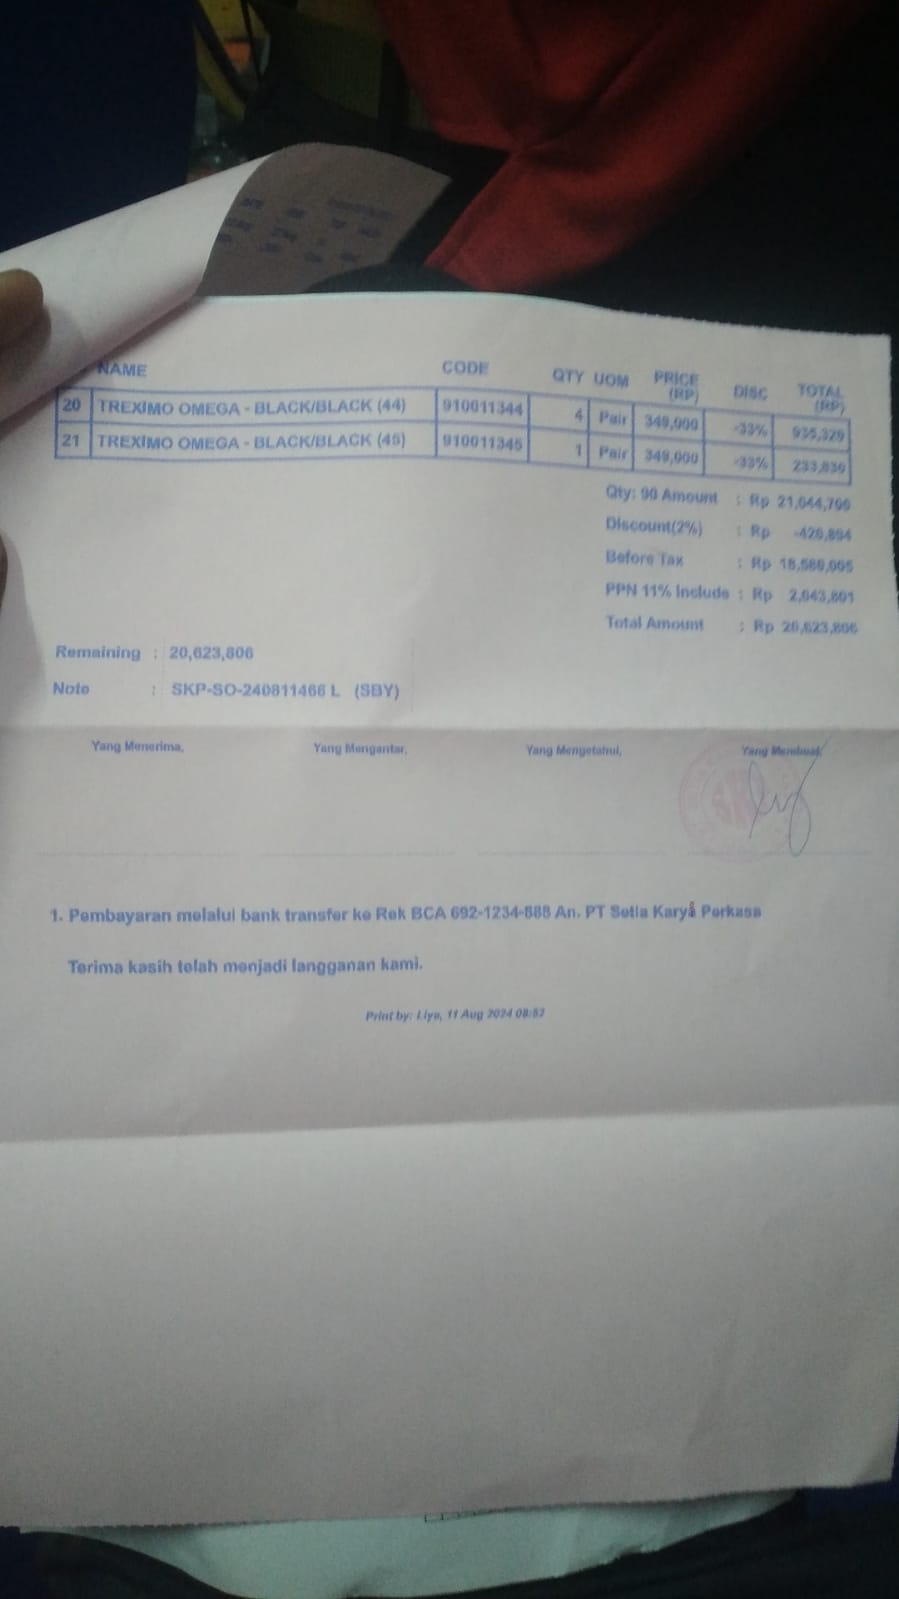 NAME CODE QTY UOM PRICE (RP) DISC TOTAL (RP)
20 TREXIMO OMEGA - BLACK/BLACK (44) 910011344 4 Pair 349,000 -33% 935,320
21 TREXIMO OMEGA - BLACK/BLACK (45) 910011345 1 Pair 349,000 -33% 233,830
Qty: 90 Amount : Rp 21,044,700
Discount(2%) : Rp -420,894
Before Tax : Rp 18,580,005
PPN 11% Include : Rp 2,043,801
Total Amount : Rp 20,623,806
Remaining : 20,623,806
Note : SKP-SO-240811466 L (SBY)
Yang Menerima, Yang Mengantar, Yang Mengetahui, Yang Membuat,
1. Pembayaran melalui bank transfer ke Rek BCA 692-1234-888 An. PT Setia Karya Perkasa
Terima kasih telah menjadi langganan kami.
Print by: Liya, 11 Aug 2024 08:52